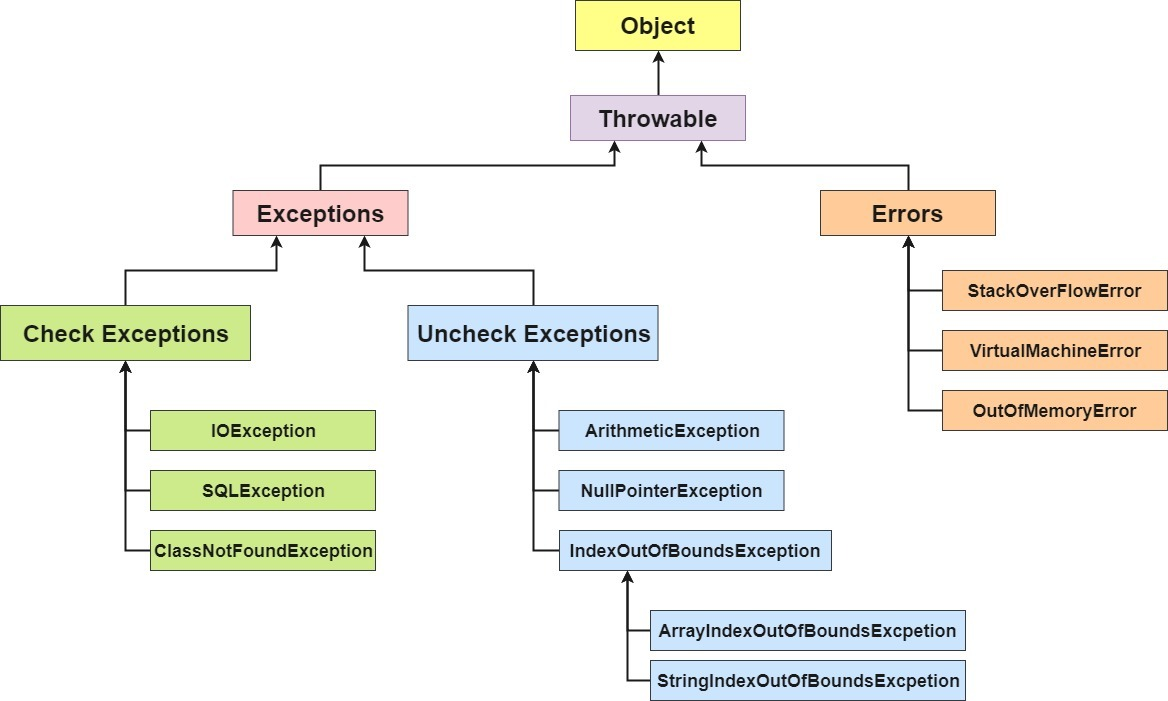 Object
Throwable
Exceptions
Errors
StackOverFlowError
Check Exceptions
Uncheck Exceptions
VirtualMachineError
OutOfMemoryError
IOException
ArithmeticException
SQLException
NullPointerException
ClassNotFoundException
IndexOutOfBoundsException
ArrayIndexOutOfBoundsExcpetion
StringIndexOutOfBoundsExcpetion